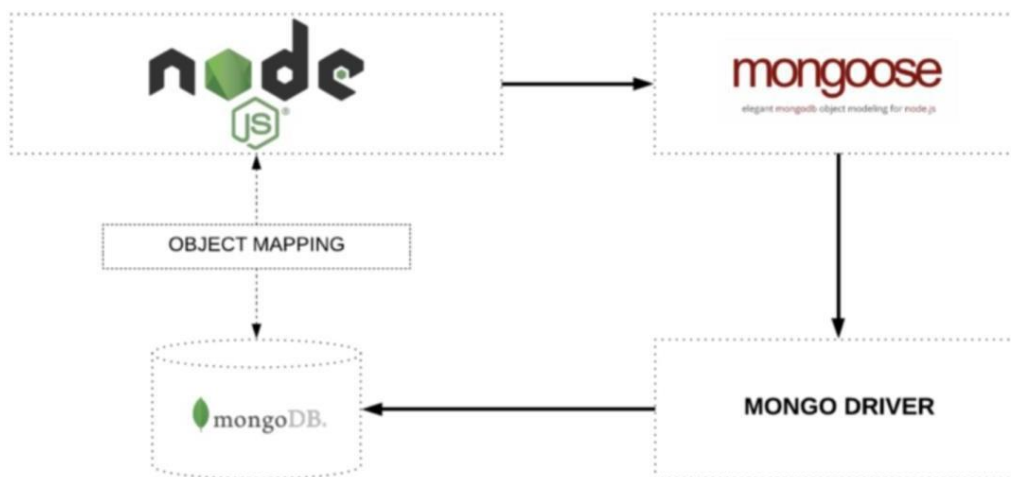 node
JS®
mongoose
elegant mongodb object modeling for node.js
OBJECT MAPPING
mongoDB.
MONGO DRIVER